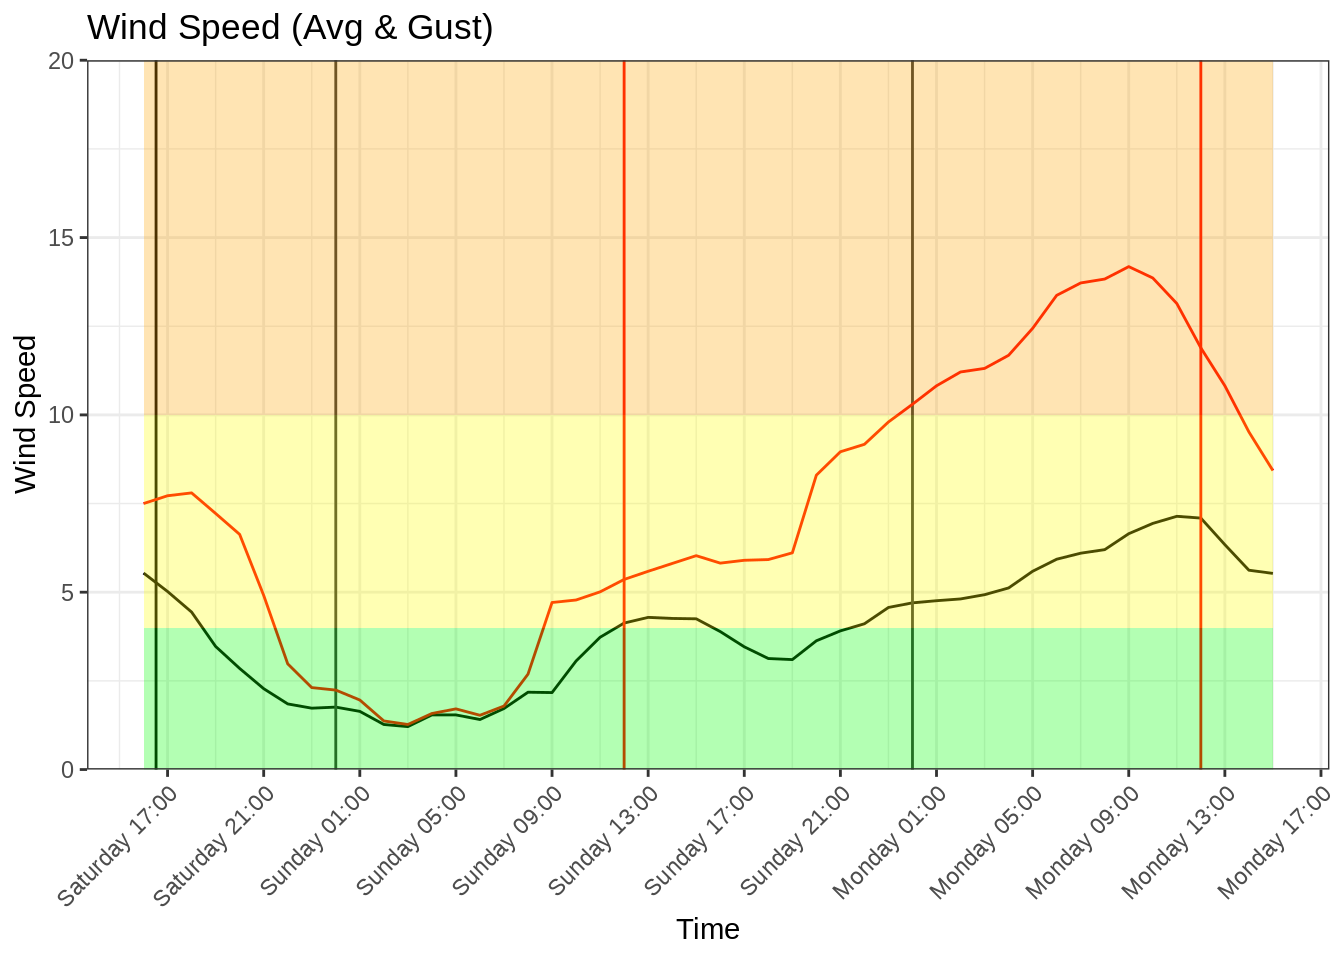 Wind Speed (Avg & Gust)
20
15
10
5
0
Wind Speed
Saturday 17:00
Saturday 21:00
Sunday 01:00
Sunday 05:00
Sunday 09:00
Sunday 13:00
Sunday 17:00
Sunday 21:00
Monday 01:00
Monday 05:00
Monday 09:00
Monday 13:00
Monday 17:00
Time